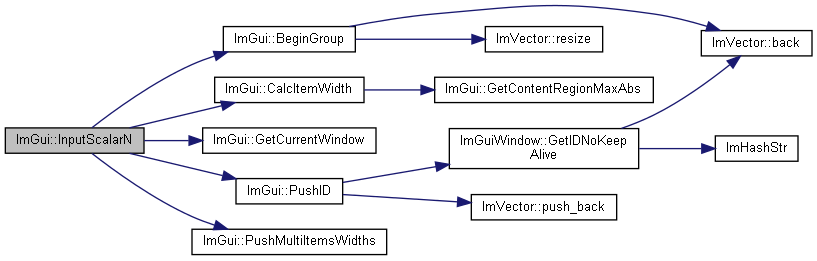 ImGui::InputScalarN
ImGui::BeginGroup
ImVector::resize
ImVector::back
ImGui::CalcItemWidth
ImGui::GetContentRegionMaxAbs
ImGui::GetCurrentWindow
ImGuiWindow::GetIDNoKeep
Alive
ImHashStr
ImGui::PushID
ImVector::push_back
ImGui::PushMultiItemsWidths